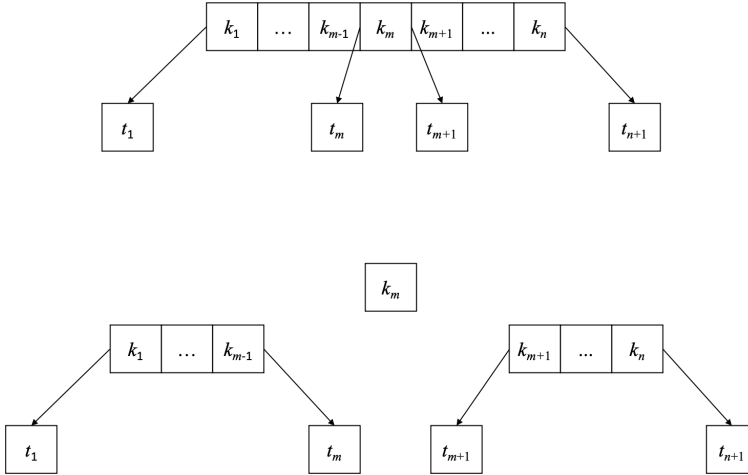 k₁ … kₘ₋₁ kₘ kₘ₊₁ ... kₙ
t₁ tₘ tₘ₊₁ tₙ₊₁
kₘ
k₁ … kₘ₋₁ kₘ₊₁ ... kₙ
t₁ tₘ tₘ₊₁ tₙ₊₁